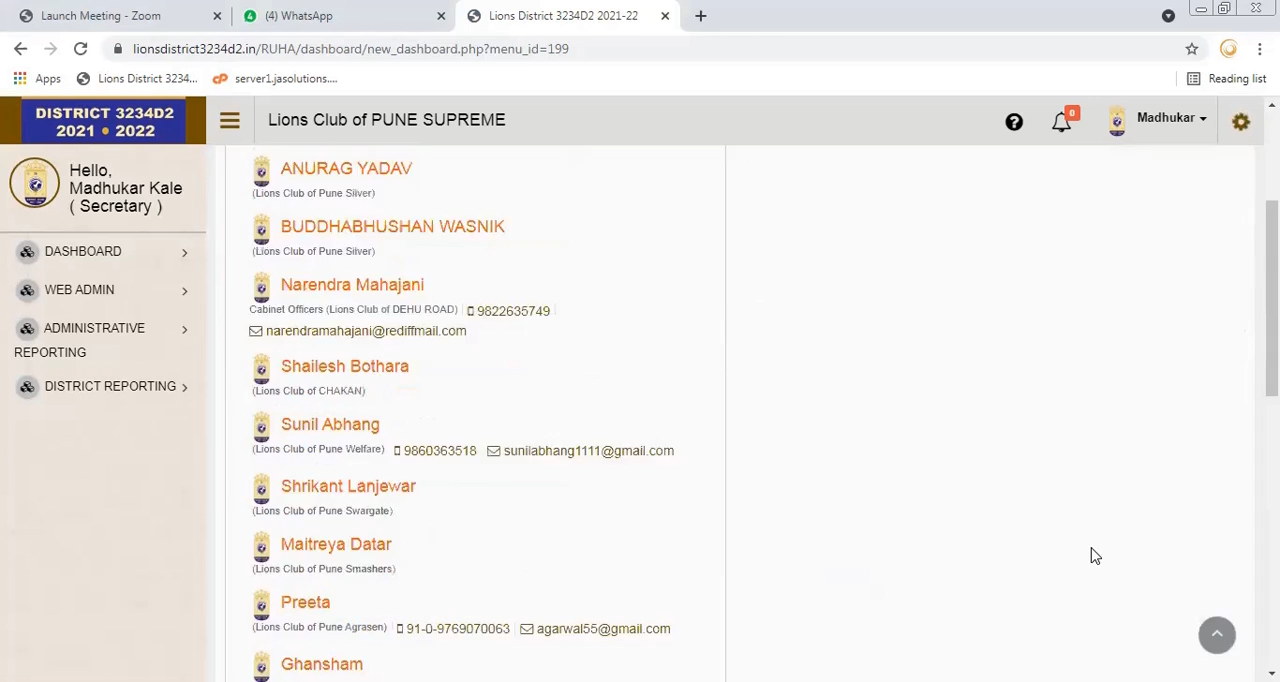 Launch Meeting - Zoom
(4) WhatsApp
Lions District 3234D2 2021-22
lionsdistrict3234d2.in/RUHA/dashboard/new_dashboard.php?menu_id=199
Apps
Lions District 3234...
server1.jasolutions....
Reading list
DISTRICT 3234D2
2021 • 2022
Lions Club of PUNE SUPREME
0
Madhukar
Hello,
Madhukar Kale
( Secretary )
DASHBOARD
WEB ADMIN
ADMINISTRATIVE
REPORTING
DISTRICT REPORTING
ANURAG YADAV
(Lions Club of Pune Silver)
BUDDHABHUSHAN WASNIK
(Lions Club of Pune Silver)
Narendra Mahajani
Cabinet Officers (Lions Club of DEHU ROAD) 9822635749
narendramahajani@rediffmail.com
Shailesh Bothara
(Lions Club of CHAKAN)
Sunil Abhang
(Lions Club of Pune Welfare) 9860363518 sunilabhang1111@gmail.com
Shrikant Lanjewar
(Lions Club of Pune Swargate)
Maitreya Datar
(Lions Club of Pune Smashers)
Preeta
(Lions Club of Pune Agrasen) 91-0-9769070063 agarwal55@gmail.com
Ghansham